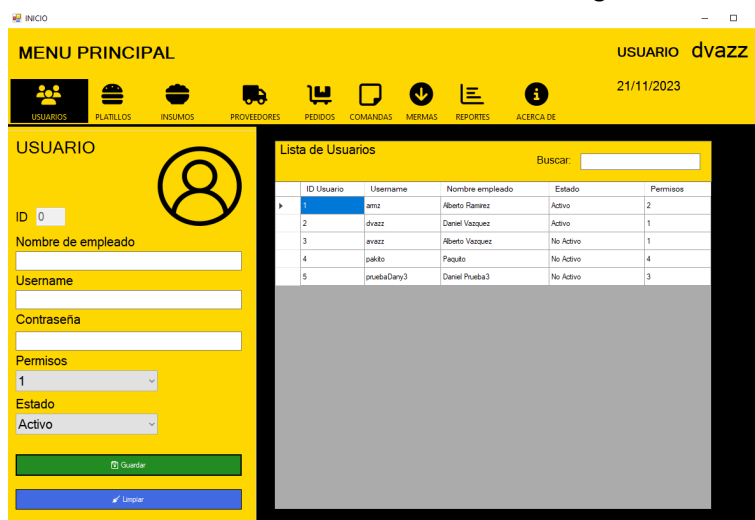 INICIO
MENU PRINCIPAL
USUARIO dvazz
21/11/2023
USUARIOS PLATILLOS INSUMOS PROVEEDORES PEDIDOS COMANDAS MERMAS REPORTES ACERCA DE
USUARIO
ID 0
Nombre de empleado
Username
Contraseña
Permisos
1
Estado
Activo
Guardar
Limpiar
Lista de Usuarios
Buscar:
ID Usuario Username Nombre empleado Estado Permisos
1 armz Alberto Ramirez Activo 2
2 dvazz Daniel Vazquez Activo 1
3 avazz Alberto Vazquez No Activo 1
4 pakito Paquito No Activo 4
5 pruebaDany3 Daniel Prueba3 No Activo 3